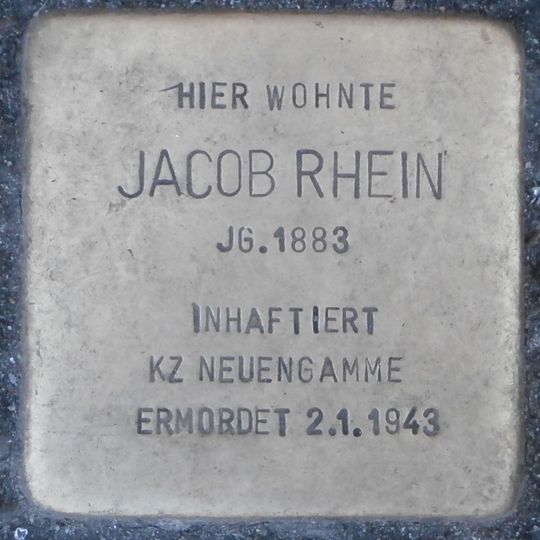 HIER WOHNTE
JACOB RHEIN
JG. 1883
INHAFTIERT
KZ NEUENGAMME
ERMORDET 2.1.1943